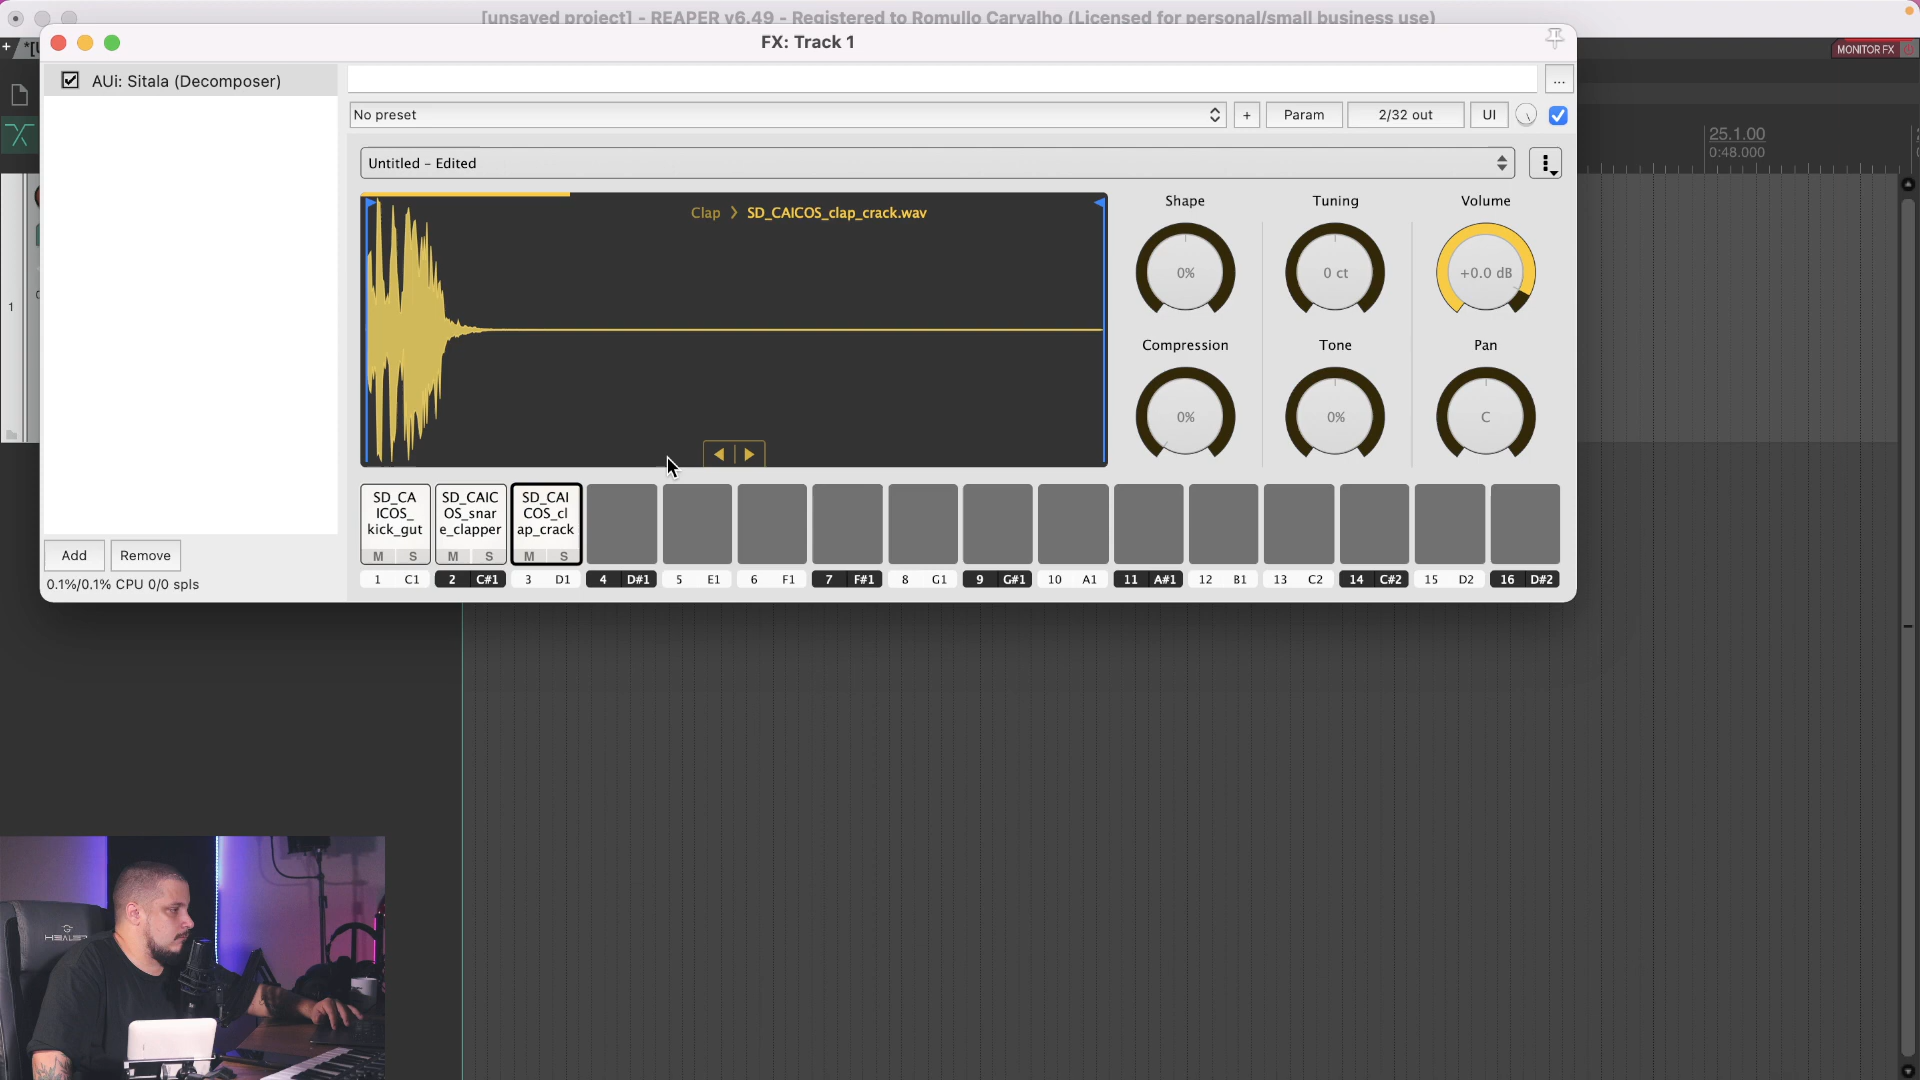 [unsaved project] - REAPER v6.49 - Registered to Romullo Carvalho (Licensed for personal/small business use)
FX: Track 1
MONITOR FX
AUi: Sitala (Decomposer)
...
No preset
+
Param
2/32 out
UI
25.1.00
0:48.000
Untitled – Edited
Clap
SD_CAICOS_clap_crack.wav
Shape
Tuning
Volume
0%
0 ct
+0.0 dB
Compression
Tone
Pan
0%
0%
C
1
SD_CA
ICOS_
kick_gut
M S
SD_CAIC
OS_snar
e_clapper
M S
SD_CAI
COS_cl
ap_crack
M S
Add
Remove
1 C1
2 C#1
3 D1
4 D#1
5 E1
6 F1
7 F#1
8 G1
9 G#1
10 A1
11 A#1
12 B1
13 C2
14 C#2
15 D2
16 D#2
0.1%/0.1% CPU 0/0 spls
HEALER